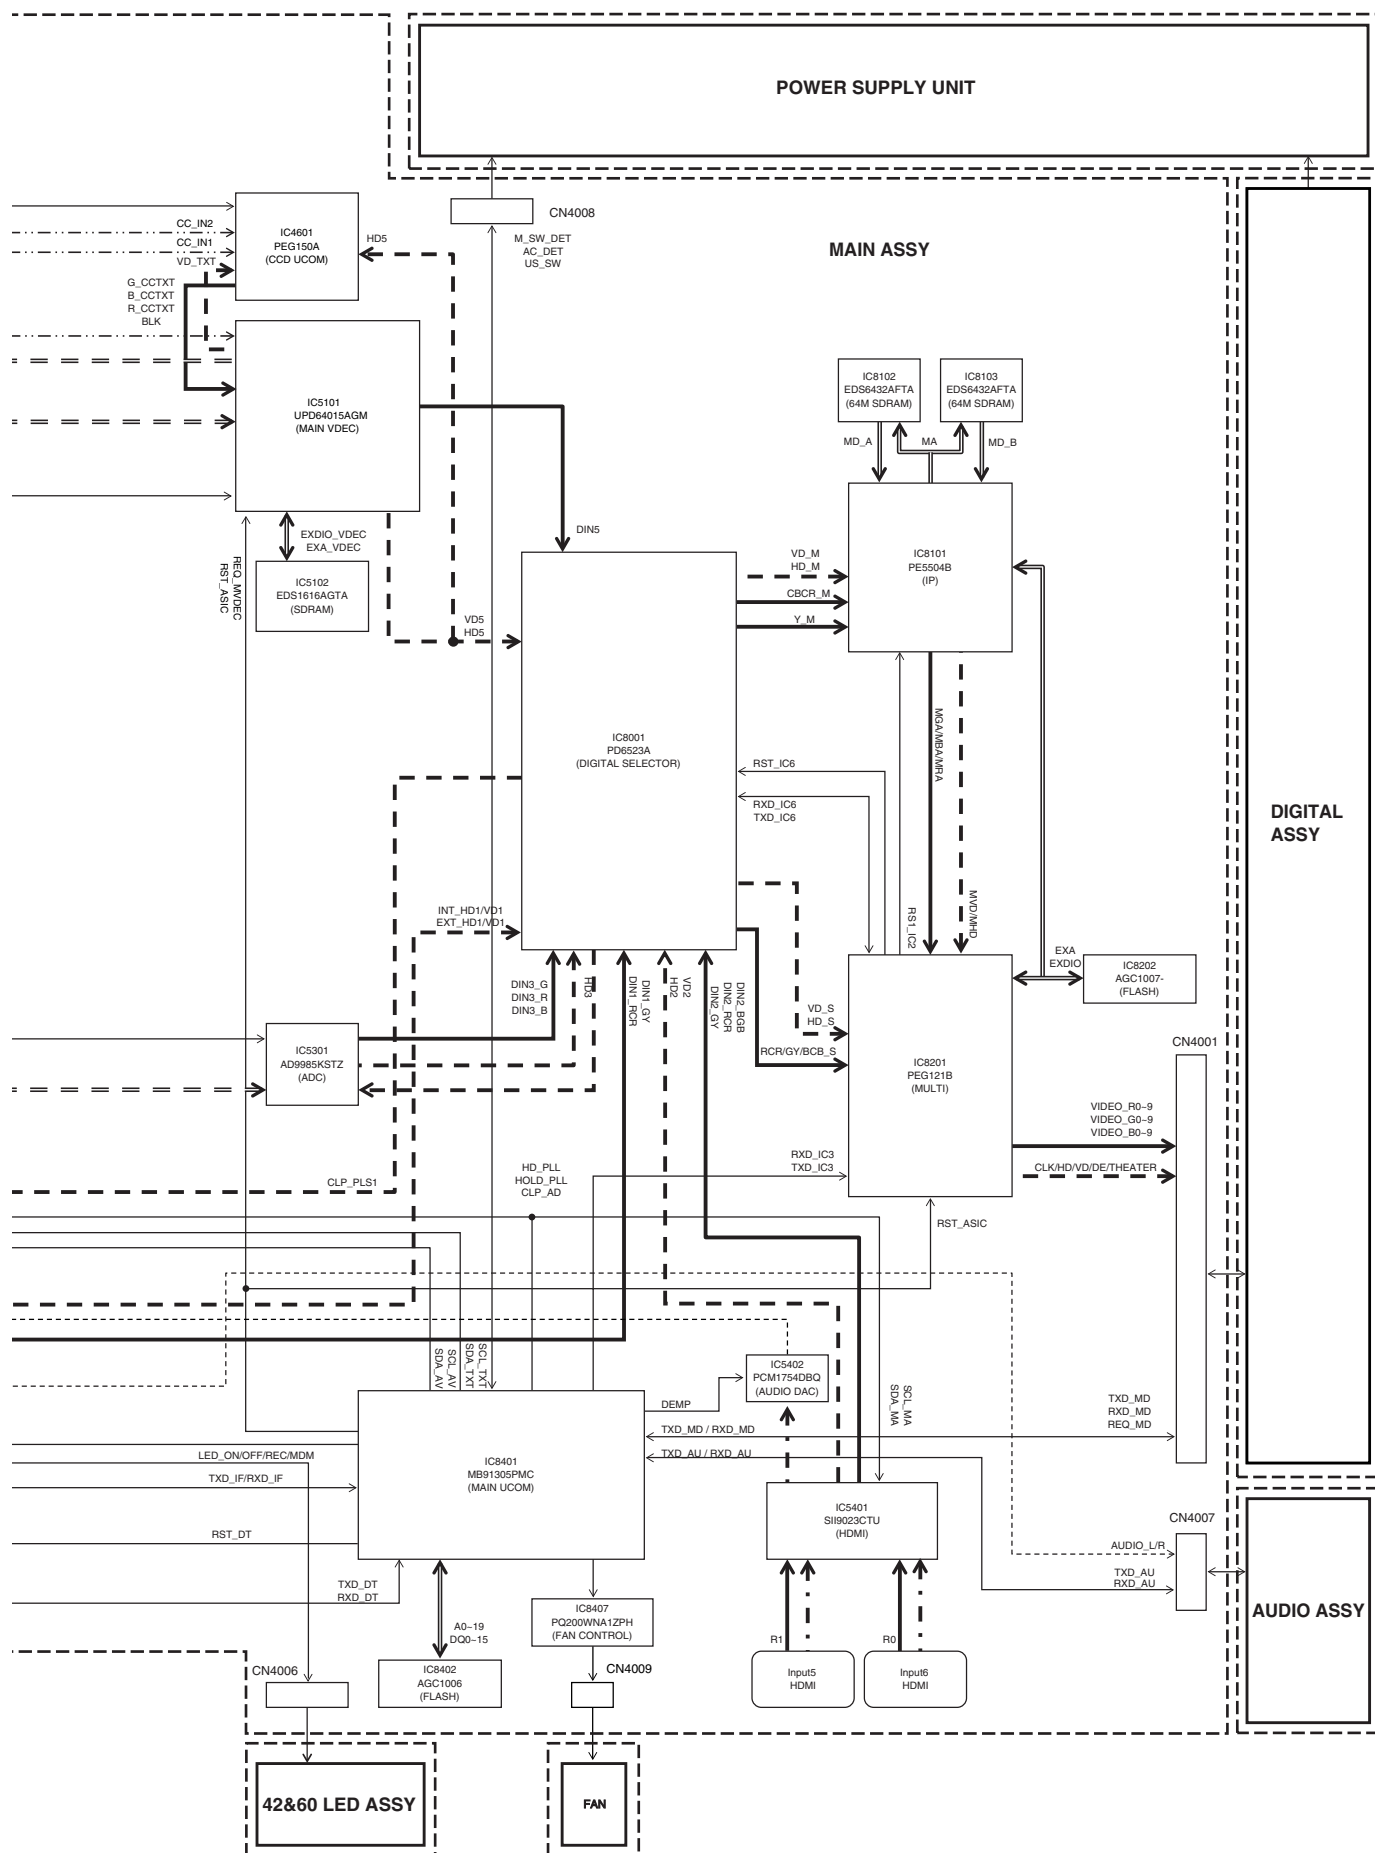 POWER SUPPLY UNIT
CN4008
M_SW_DET
AC_DET
US_SW
MAIN ASSY
CC_IN2
CC_IN1
VD_TXT
IC4601
PEG150A
(CCD UCOM)
HD5
G_CCTXT
B_CCTXT
R_CCTXT
BLK
IC5101
UPD64015AGM
(MAIN VDEC)
IC8102
EDS6432AFTA
(64M SDRAM)
IC8103
EDS6432AFTA
(64M SDRAM)
MD_A
MA
MD_B
EXDIO_VDEC
EXA_VDEC
DIN5
REQ_MVDEC
RST_ASIC
IC5102
EDS1616AGTA
(SDRAM)
VD5
HD5
VD_M
HD_M
CBCR_M
Y_M
IC8101
PE5504B
(IP)
IC8001
PD6523A
(DIGITAL SELECTOR)
RST_IC6
RXD_IC6
TXD_IC6
MGA/MBA/MRA
DIGITAL
ASSY
INT_HD1/VD1
EXT_HD1/VD1
RS1_IC2
MVD/MHD
EXA
EXDIO
IC8202
AGC1007-
(FLASH)
DIN3_G
DIN3_R
DIN3_B
HD3
DIN1_GY
DIN1_RCR
VD2
HD2
DIN2_BGB
DIN2_RCR
DIN2_GY
VD_S
HD_S
RCR/GY/BCB_S
CN4001
IC5301
AD9985KSTZ
(ADC)
IC8201
PEG121B
(MULTI)
VIDEO_R0~9
VIDEO_G0~9
VIDEO_B0~9
CLK/HD/VD/DE/THEATER
CLP_PLS1
HD_PLL
HOLD_PLL
CLP_AD
RXD_IC3
TXD_IC3
RST_ASIC
SCL_TXT
SDA_TXT
SCL_AV
SDA_AV
IC5402
PCM1754DBQ
(AUDIO DAC)
DEMP
SCL_MA
SDA_MA
TXD_MD
RXD_MD
REQ_MD
TXD_MD / RXD_MD
TXD_AU / RXD_AU
LED_ON/OFF/REC/MDM
TXD_IF/RXD_IF
IC8401
MB91305PMC
(MAIN UCOM)
RST_DT
IC5401
SII9023CTU
(HDMI)
CN4007
AUDIO_L/R
TXD_AU
RXD_AU
TXD_DT
RXD_DT
A0~19
DQ0~15
IC8407
PQ200WNA1ZPH
(FAN CONTROL)
AUDIO ASSY
R1
R0
CN4006
IC8402
AGC1006
(FLASH)
CN4009
Input5
HDMI
Input6
HDMI
42&60 LED ASSY
FAN